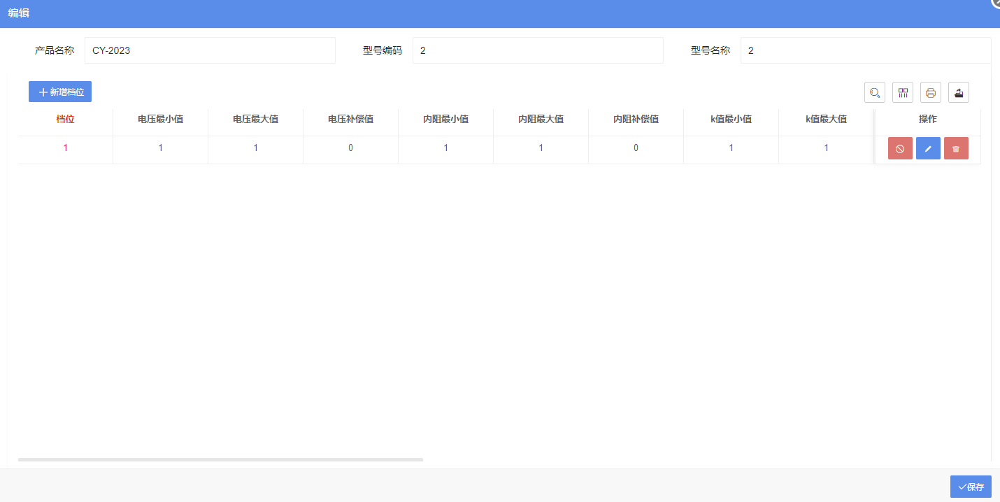 编辑
产品名称 CY-2023 型号编码 2 型号名称 2
新增档位
档位 电压最小值 电压最大值 电压补偿值 内阻最小值 内阻最大值 内阻补偿值 k值最小值 k值最大值 操作
1 1 1 0 1 1 0 1 1
保存